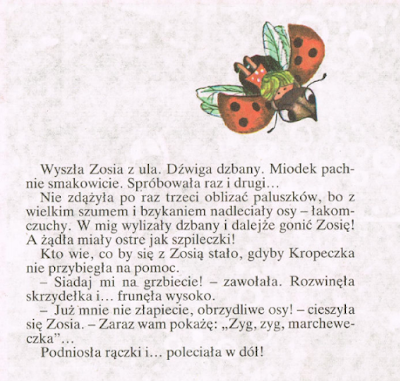 Wyszła Zosia z ula. Dźwiga dzbany. Miodek pach-
nie smakowicie. Spróbowała raz i drugi...
Nie zdążyła po raz trzeci oblizać paluszków, bo z
wielkim szumem i bzykaniem nadleciały osy – łakom-
czuchy. W mig wylizały dzbany i dalejże gonić Zosię!
A żądła miały ostre jak szpileczki!
Kto wie, co by się z Zosią stało, gdyby Kropeczka
nie przybiegła na pomoc.
– Siadaj mi na grzbiecie! – zawołała. Rozwinęła
skrzydełka i... frunęła wysoko.
– Już mnie nie złapiecie, obrzydliwe osy! – cieszyła
się Zosia. – Zaraz wam pokażę: „Zyg, zyg, marchewe-
czka”...
Podniosła rączki i... poleciała w dół!